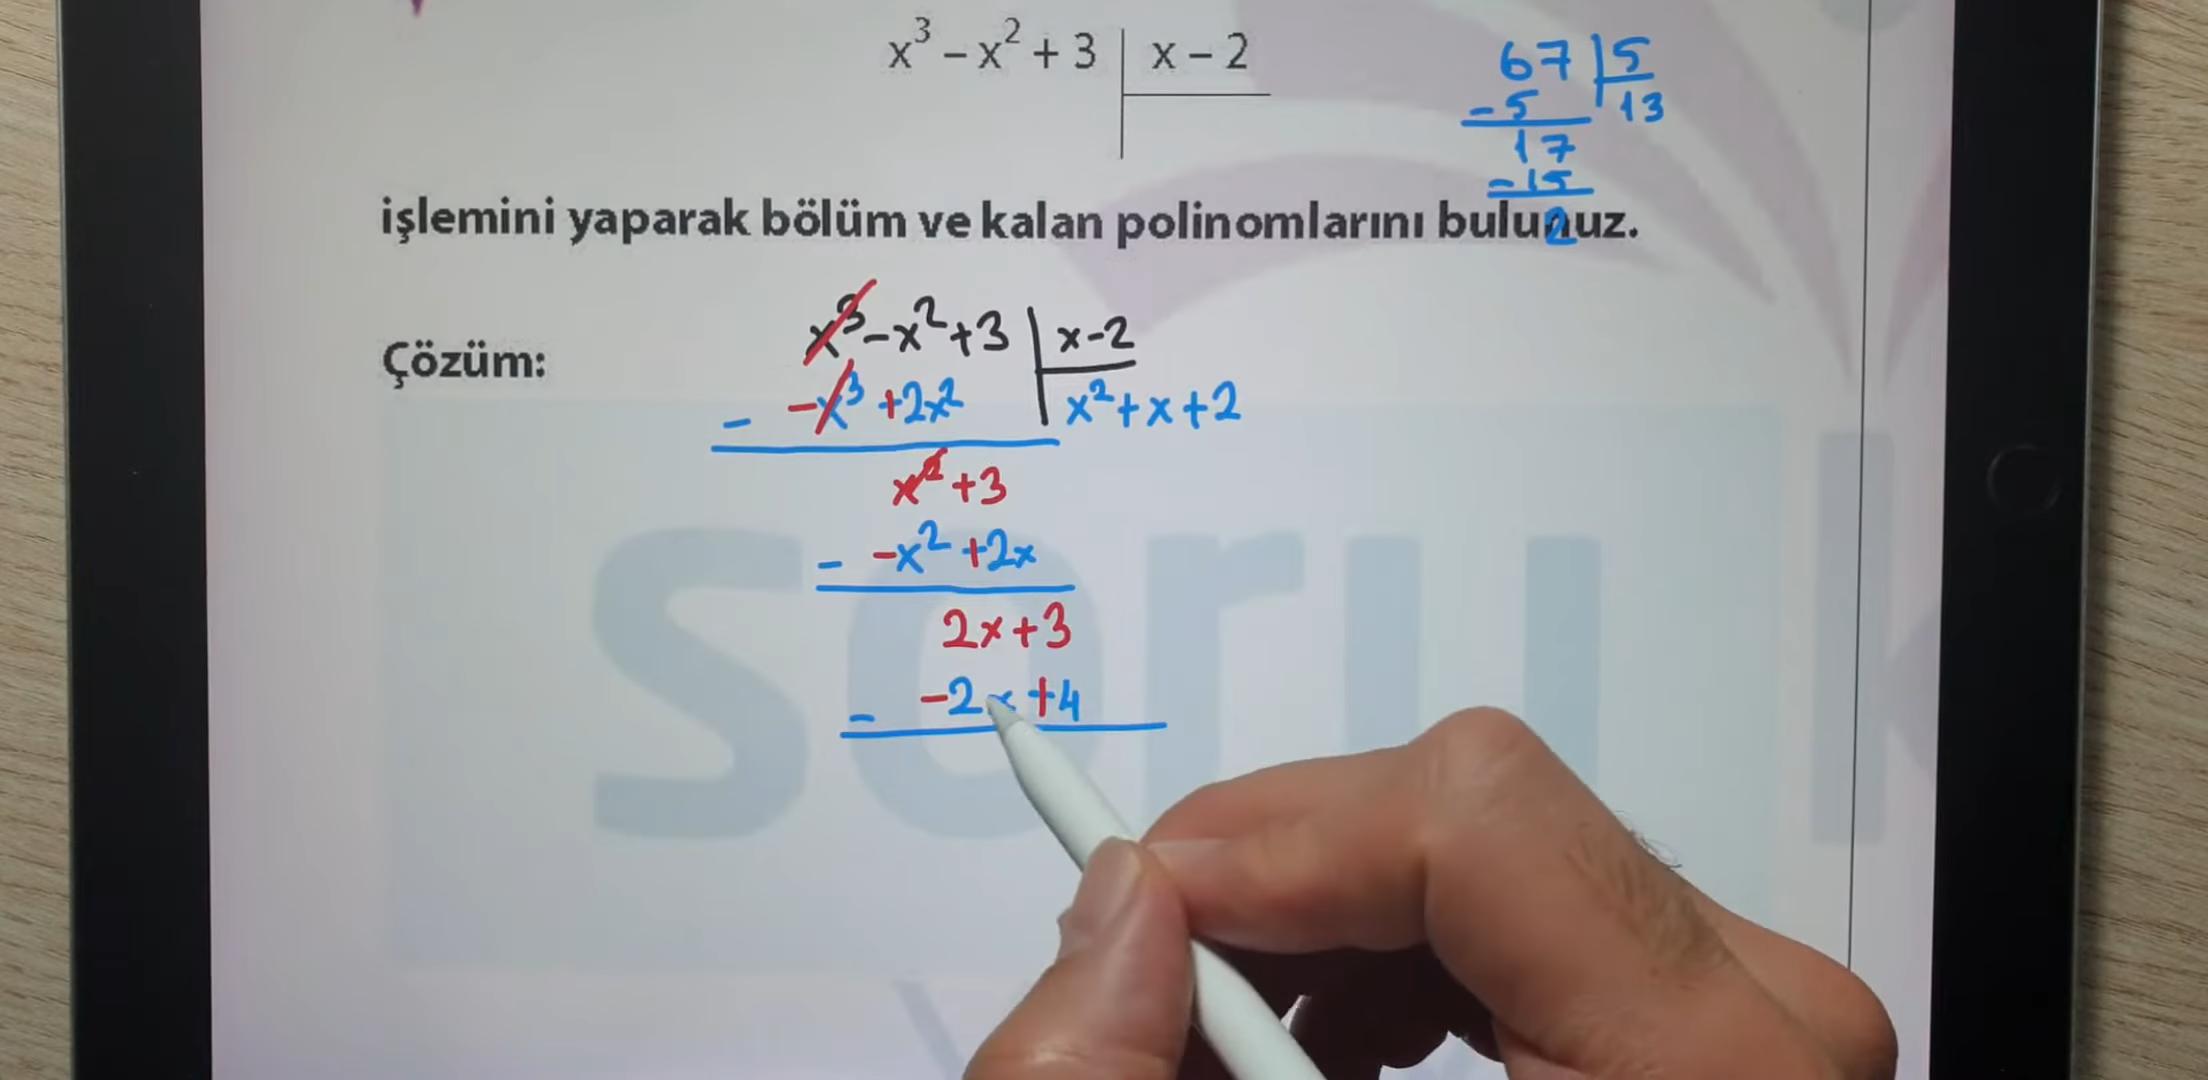 x³ − x² + 3 | x − 2
67 | 5
-5 13
17
-15
2
işlemini yaparak bölüm ve kalan polinomlarını bulunuz.
Çözüm:
x³-x²+3 | x-2
- -x³ +2x² x²+x+2
x² +3
- -x² +2x
2x+3
- -2x +4
soru